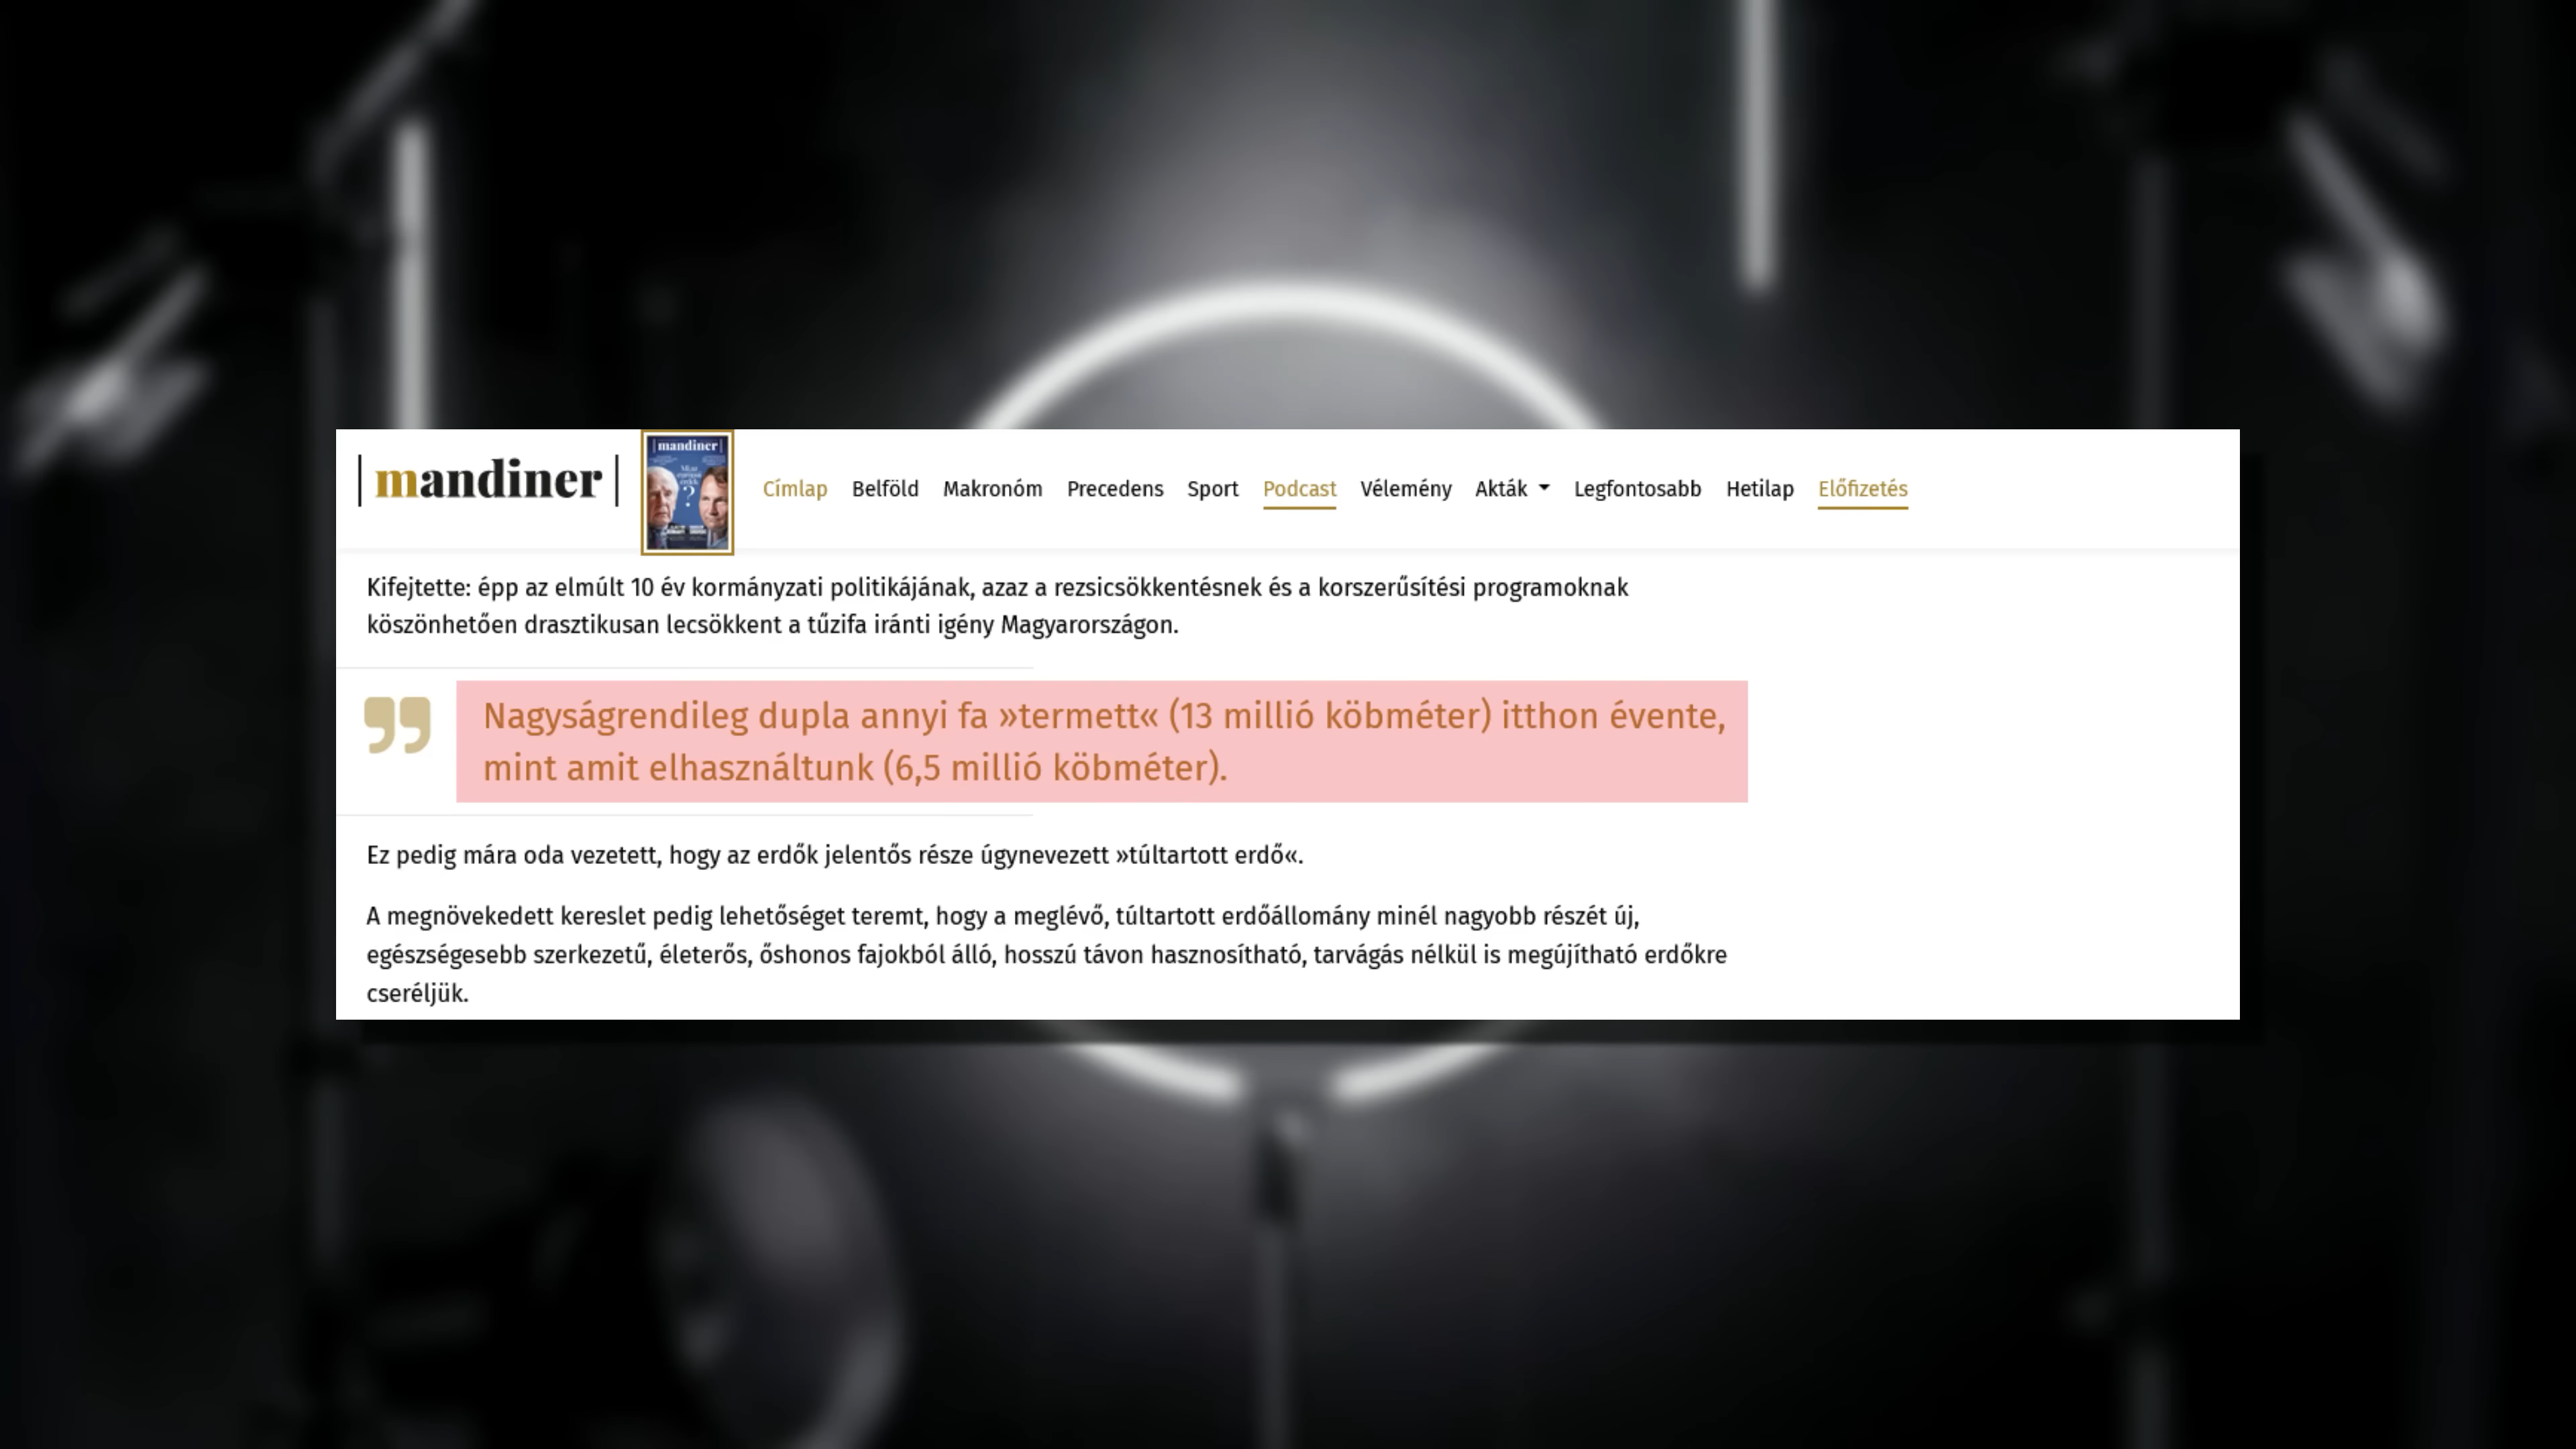 |mandiner|
|mandiner|
?
Címlap Belföld Makronóm Precedens Sport Podcast Vélemény Akták Legfontosabb Hetilap Előfizetés
Kifejtette: épp az elmúlt 10 év kormányzati politikájának, azaz a rezsicsökkentésnek és a korszerűsítési programoknak
köszönhetően drasztikusan lecsökkent a tűzifa iránti igény Magyarországon.
Nagyságrendileg dupla annyi fa »termett« (13 millió köbméter) itthon évente,
mint amit elhasználtunk (6,5 millió köbméter).
Ez pedig mára oda vezetett, hogy az erdők jelentős része úgynevezett »túltartott erdő«.
A megnövekedett kereslet pedig lehetőséget teremt, hogy a meglévő, túltartott erdőállomány minél nagyobb részét új,
egészségesebb szerkezetű, életerős, őshonos fajokból álló, hosszú távon hasznosítható, tarvágás nélkül is megújítható erdőkre
cseréljük.